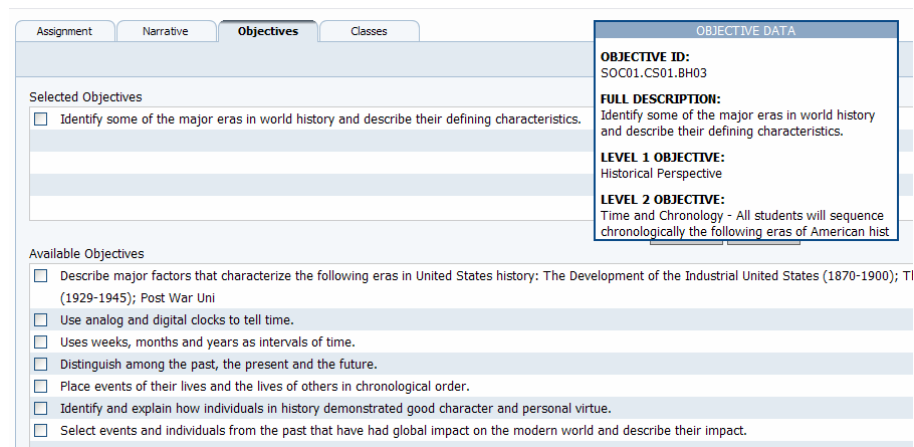 Assignment
Narrative
Objectives
Classes
OBJECTIVE DATA
OBJECTIVE ID:
SOC01.CS01.BH03
FULL DESCRIPTION:
Identify some of the major eras in world history
and describe their defining characteristics.
LEVEL 1 OBJECTIVE:
Historical Perspective
LEVEL 2 OBJECTIVE:
Time and Chronology - All students will sequence
chronologically the following eras of American hist
Selected Objectives
Identify some of the major eras in world history and describe their defining characteristics.
Available Objectives
Describe major factors that characterize the following eras in United States history: The Development of the Industrial United States (1870-1900);
(1929-1945); Post War Uni
Use analog and digital clocks to tell time.
Uses weeks, months and years as intervals of time.
Distinguish among the past, the present and the future.
Place events of their lives and the lives of others in chronological order.
Identify and explain how individuals in history demonstrated good character and personal virtue.
Select events and individuals from the past that have had global impact on the modern world and describe their impact.